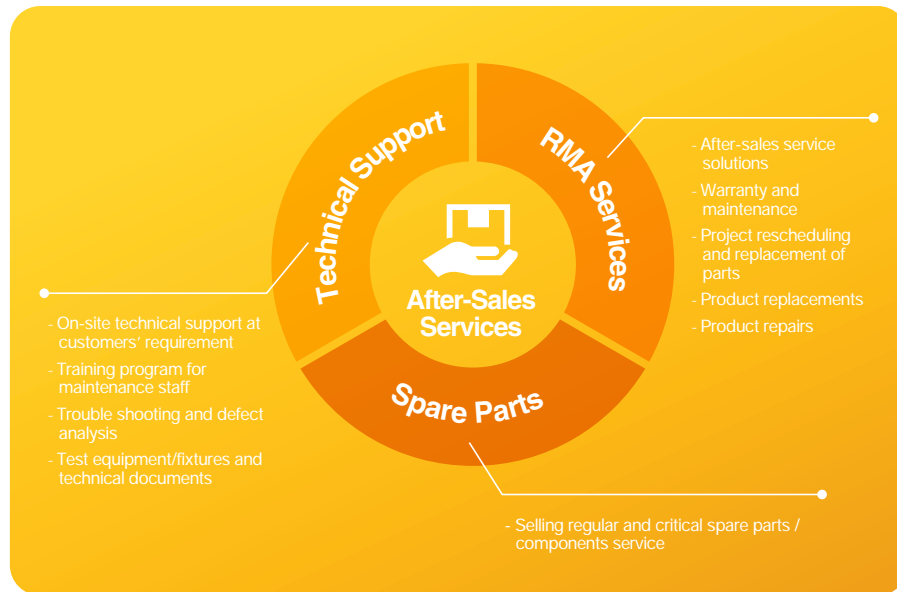 Technical Support
RMA Services
Spare Parts
After-Sales
Services
- After-sales service
solutions
- Warranty and
maintenance
- Project rescheduling
and replacement of
parts
- Product replacements
- Product repairs
- On-site technical support at
customers' requirement
- Training program for
maintenance staff
- Trouble shooting and defect
analysis
- Test equipment/fixtures and
technical documents
- Selling regular and critical spare parts /
components service